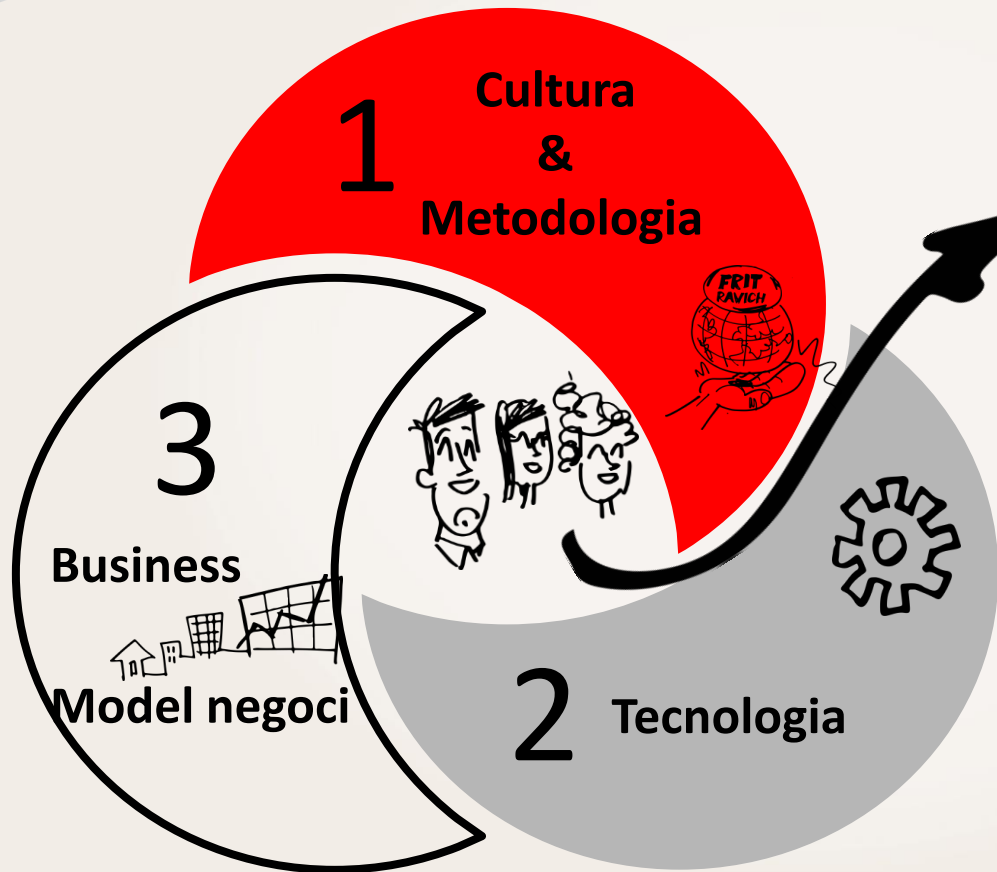 1
Cultura
&
Metodologia
FRIT
RAVICH
3
Business
Model negoci
2
Tecnologia